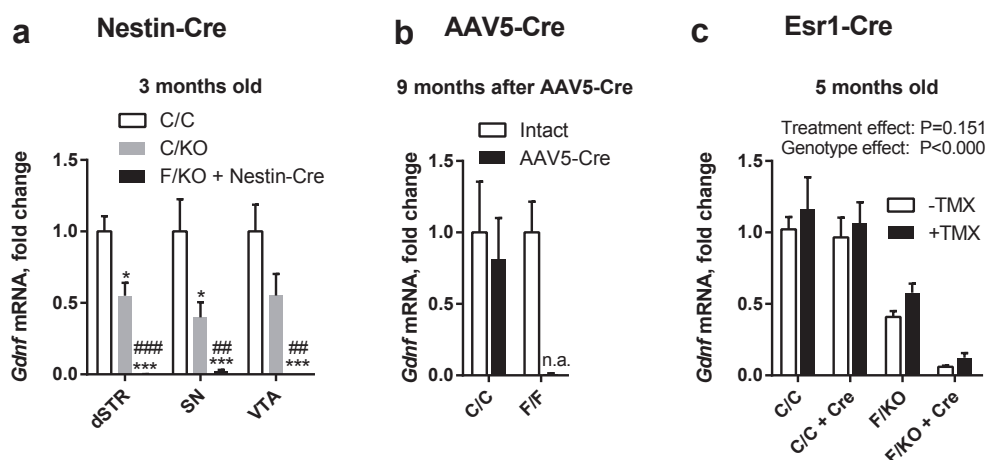 a
Nestin-Cre
3 months old
C/C
C/KO
F/KO + Nestin-Cre
Gdnf mRNA, fold change
1.5
1.0
0.5
0.0
*
###
***
*
##
***
##
***
dSTR
SN
VTA
b
AAV5-Cre
9 months after AAV5-Cre
Intact
AAV5-Cre
Gdnf mRNA, fold change
1.5
1.0
0.5
0.0
n.a.
C/C
F/F
c
Esr1-Cre
5 months old
Treatment effect: P=0.151
Genotype effect: P<0.000
-TMX
+TMX
Gdnf mRNA, fold change
1.5
1.0
0.5
0.0
C/C
C/C + Cre
F/KO
F/KO + Cre